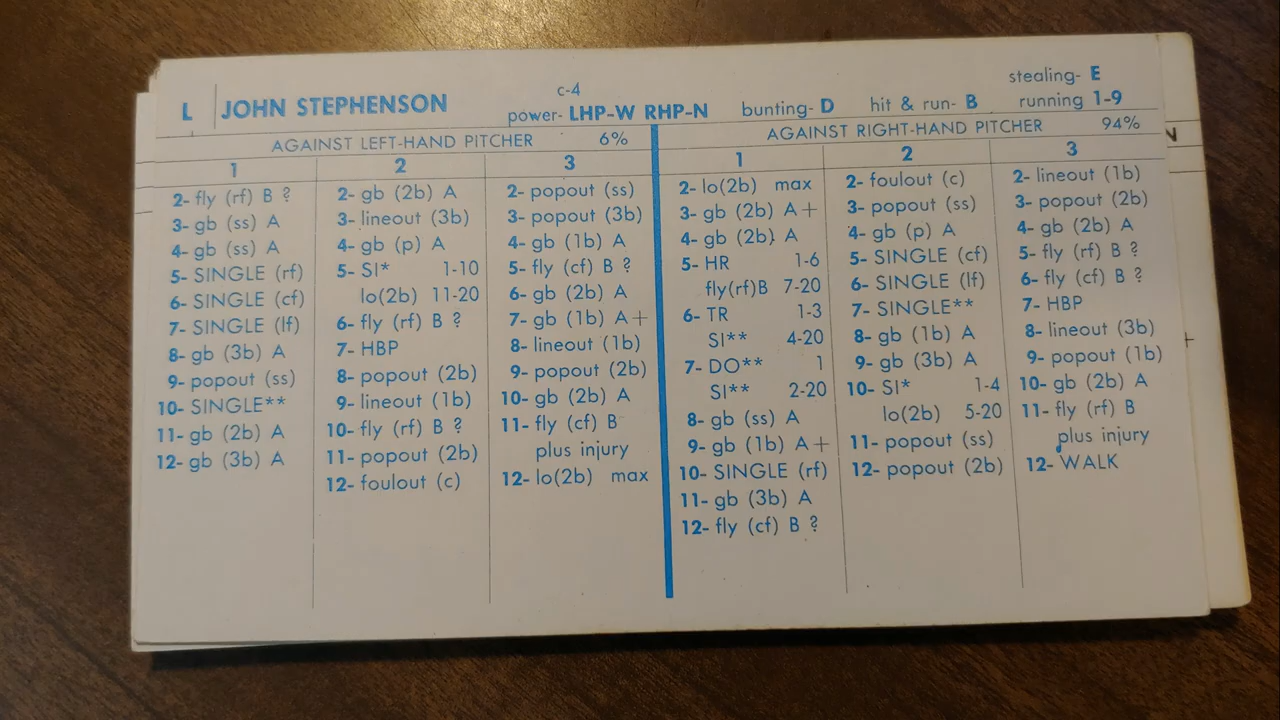 stealing- E
c-4
L JOHN STEPHENSON power- LHP-W RHP-N bunting- D hit & run- B running 1-9
AGAINST LEFT-HAND PITCHER 6%
1 2 3
2- fly (rf) B ?
3- gb (ss) A
4- gb (ss) A
5- SINGLE (rf)
6- SINGLE (cf)
7- SINGLE (lf)
8- gb (3b) A
9- popout (ss)
10- SINGLE**
11- gb (2b) A
12- gb (3b) A
2- gb (2b) A
3- lineout (3b)
4- gb (p) A
5- SI* 1-10
lo(2b) 11-20
6- fly (rf) B ?
7- HBP
8- popout (2b)
9- lineout (1b)
10- fly (rf) B ?
11- popout (2b)
12- foulout (c)
2- popout (ss)
3- popout (3b)
4- gb (1b) A
5- fly (cf) B ?
6- gb (2b) A
7- gb (1b) A+
8- lineout (1b)
9- popout (2b)
10- gb (2b) A
11- fly (cf) B
plus injury
12- lo(2b) max
AGAINST RIGHT-HAND PITCHER 94%
1 2 3
2- lo(2b) max
3- gb (2b) A+
4- gb (2b) A
5- HR 1-6
fly(rf)B 7-20
6- TR 1-3
SI** 4-20
7- DO** 1
SI** 2-20
8- gb (ss) A
9- gb (1b) A+
10- SINGLE (rf)
11- gb (3b) A
12- fly (cf) B ?
2- foulout (c)
3- popout (ss)
4- gb (p) A
5- SINGLE (cf)
6- SINGLE (lf)
7- SINGLE**
8- gb (1b) A
9- gb (3b) A
10- SI* 1-4
lo(2b) 5-20
11- popout (ss)
12- popout (2b)
2- lineout (1b)
3- popout (2b)
4- gb (2b) A
5- fly (rf) B ?
6- fly (cf) B ?
7- HBP
8- lineout (3b)
9- popout (1b)
10- gb (2b) A
11- fly (rf) B
plus injury
12- WALK